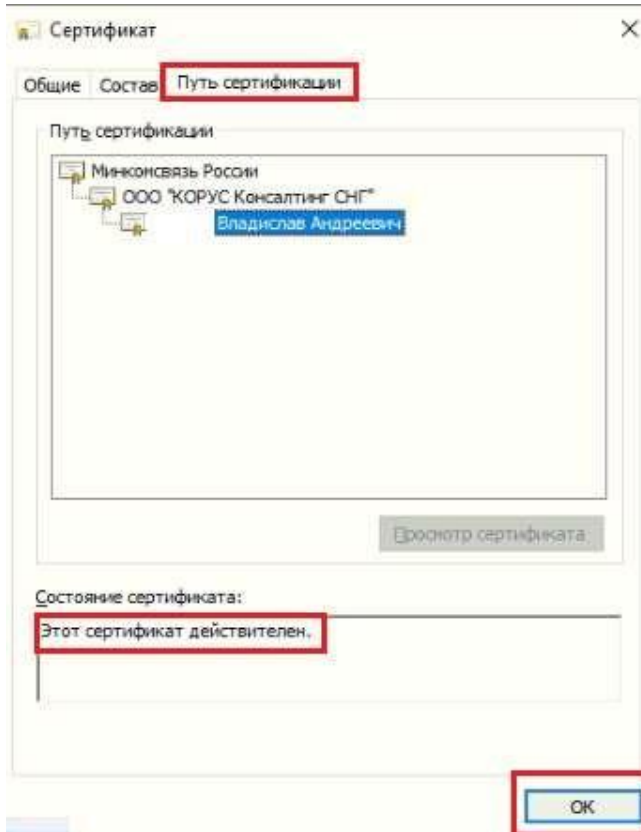 Сертификат
Общие Состав Путь сертификации
Путь сертификации
Минкомсвязь России
ООО "КОРУС Консалтинг СНГ"
Владислав Андреевич
Просмотр сертификата
Состояние сертификата:
Этот сертификат действителен.
ОК